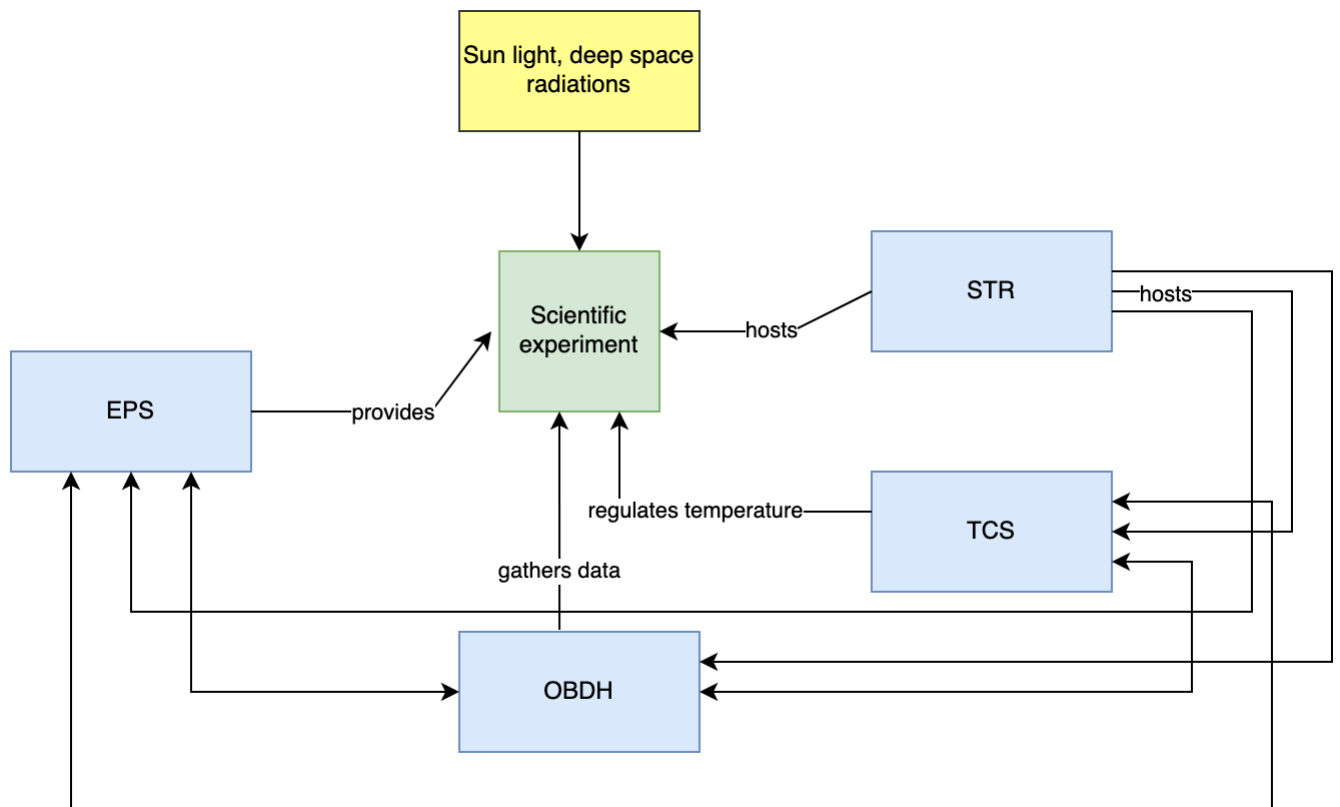 Sun light, deep space
radiations
STR
hosts
Scientific
experiment
hosts
EPS
provides
TCS
regulates temperature
gathers data
OBDH